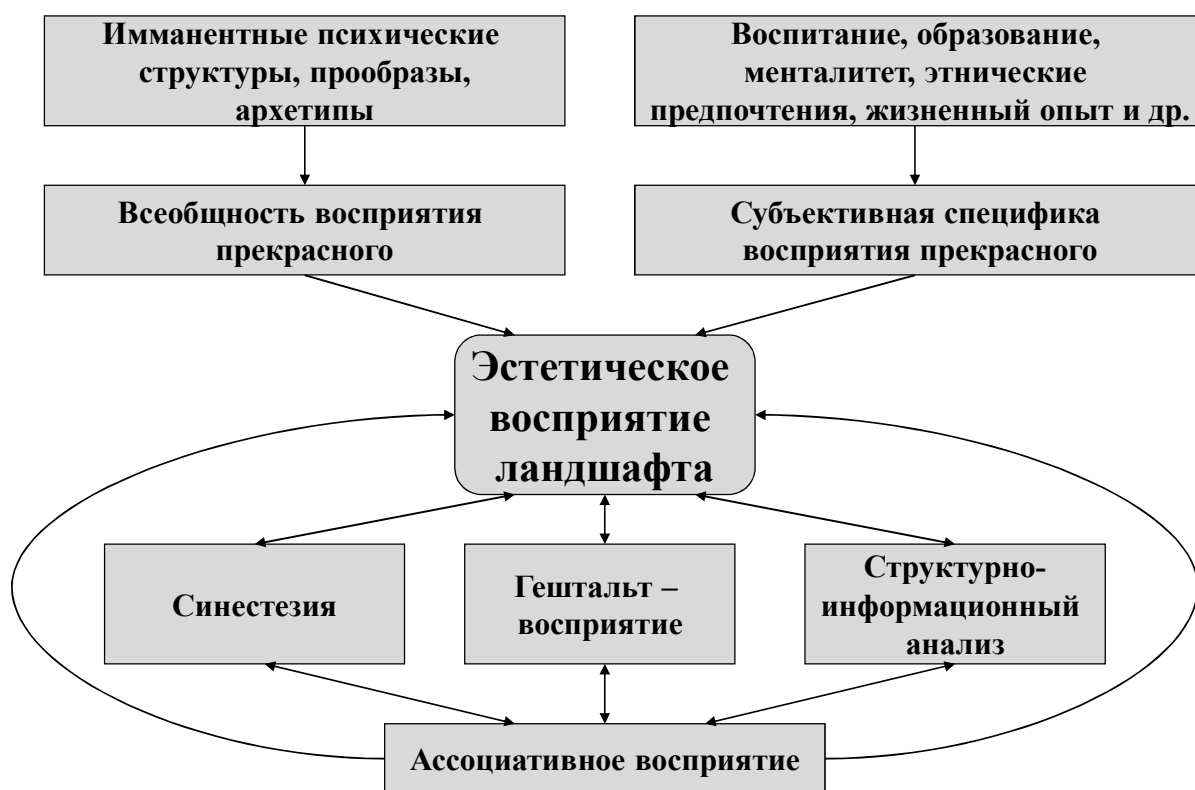 Имманентные психические
структуры, прообразы,
архетипы
Воспитание, образование,
менталитет, этнические
предпочтения, жизненный опыт и др.
Всеобщность восприятия
прекрасного
Субъективная специфика
восприятия прекрасного
Эстетическое
восприятие
ландшафта
Синестезия
Гештальт –
восприятие
Структурно-
информационный
анализ
Ассоциативное восприятие